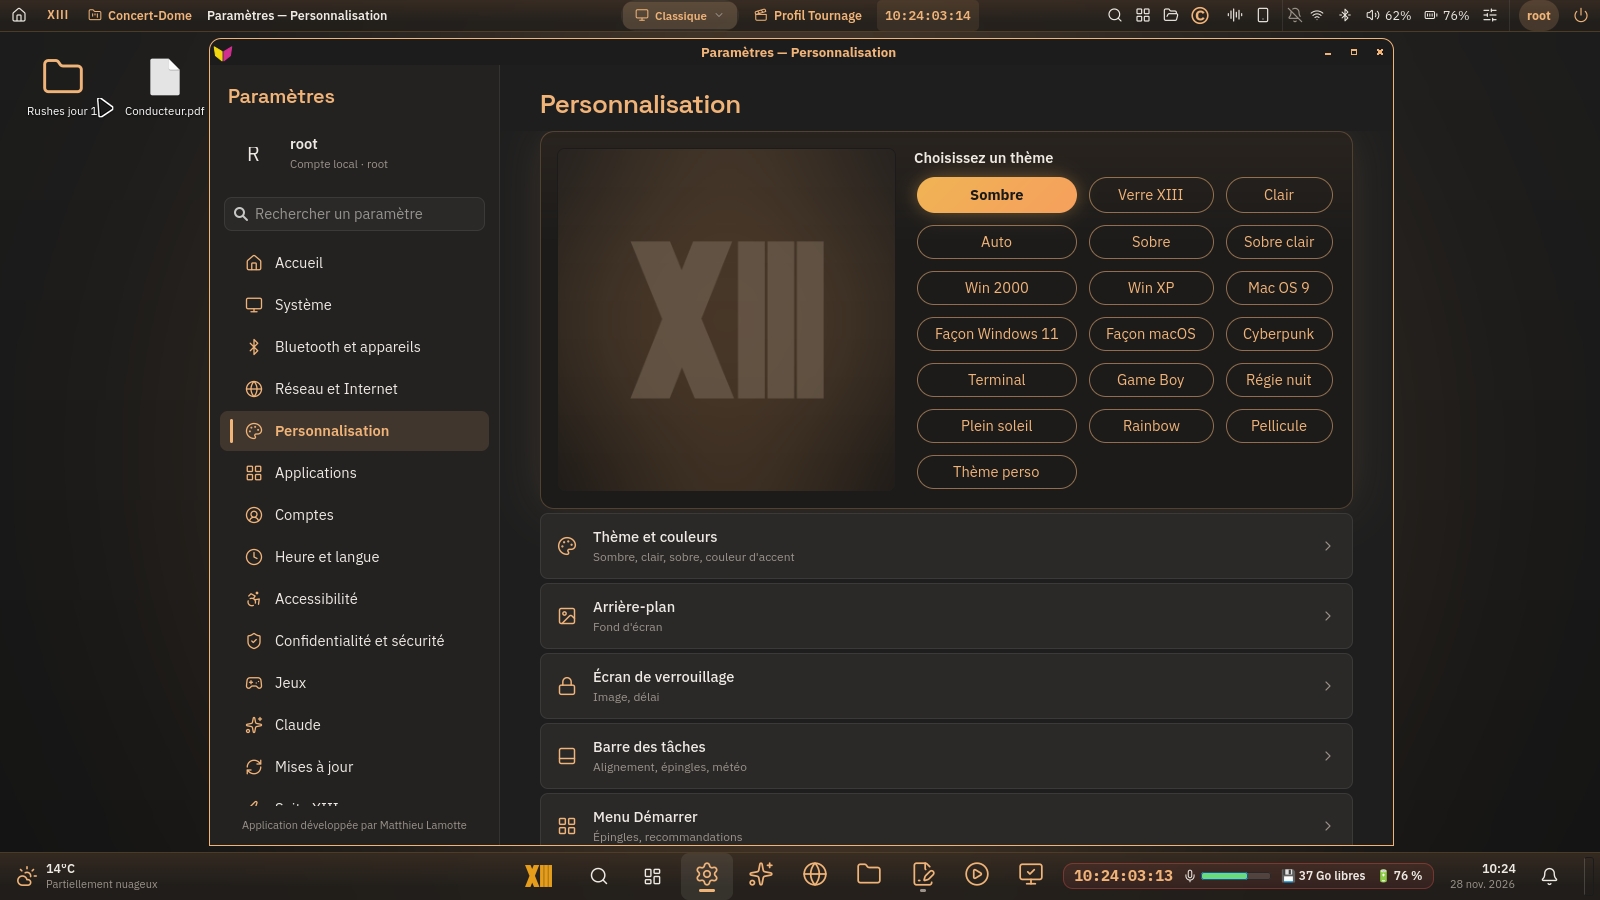 XIII
Concert-Dome
Paramètres — Personnalisation
Classique
Profil Tournage
10:24:03:14
62%
76%
root
Rushes jour 1
Conducteur.pdf
Paramètres — Personnalisation
Paramètres
R
root
Compte local · root
Rechercher un paramètre
Accueil
Système
Bluetooth et appareils
Réseau et Internet
Personnalisation
Applications
Comptes
Heure et langue
Accessibilité
Confidentialité et sécurité
Jeux
Claude
Mises à jour
Suite XIII
Application développée par Matthieu Lamotte
Personnalisation
XIII
Choisissez un thème
Sombre
Verre XIII
Clair
Auto
Sobre
Sobre clair
Win 2000
Win XP
Mac OS 9
Façon Windows 11
Façon macOS
Cyberpunk
Terminal
Game Boy
Régie nuit
Plein soleil
Rainbow
Pellicule
Thème perso
Thème et couleurs
Sombre, clair, sobre, couleur d'accent
Arrière-plan
Fond d'écran
Écran de verrouillage
Image, délai
Barre des tâches
Alignement, épingles, météo
Menu Démarrer
Épingles, recommandations
14°C
Partiellement nuageux
XIII
10:24:03:13
37 Go libres
76 %
10:24
28 nov. 2026